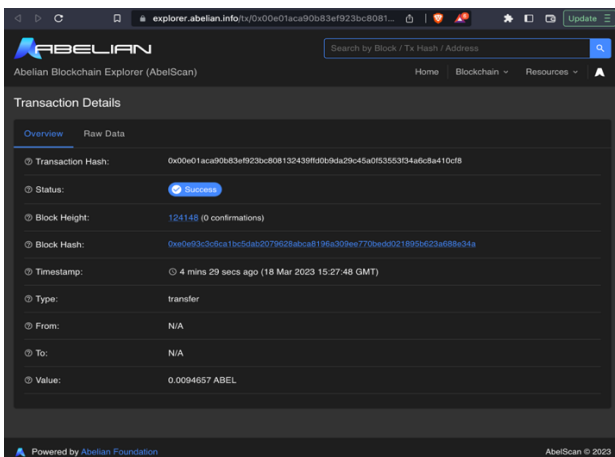 explorer.abelian.info/tx/0x00e01aca90b83ef923bc8081...
Update
ABELIAN
Search by Block / Tx Hash / Address
Abelian Blockchain Explorer (AbelScan)
Home Blockchain Resources
Transaction Details
Overview Raw Data
Transaction Hash: 0x00e01aca90b83ef923bc808132439ffd0b9da29c45a0f53553f34a6c8a410cf8
Status: Success
Block Height: 124148 (0 confirmations)
Block Hash: 0xe0e93c3c6ca1bc5dab2079628abca8196a309ee770bedd021895b623a688e34a
Timestamp: 4 mins 29 secs ago (18 Mar 2023 15:27:48 GMT)
Type: transfer
From: N/A
To: N/A
Value: 0.0094657 ABEL
Powered by Abelian Foundation
AbelScan © 2023